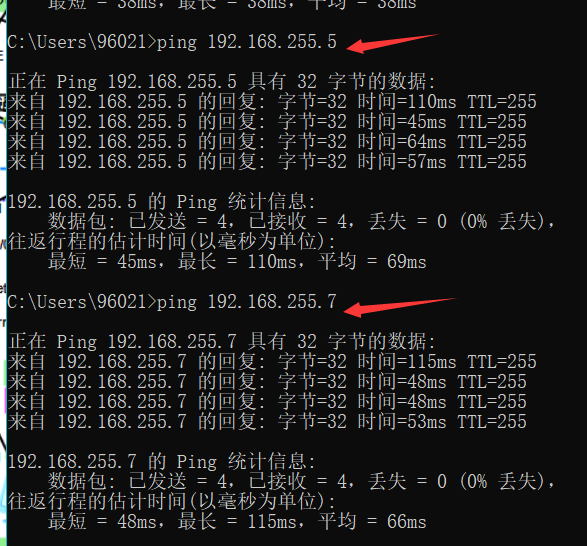 最短 = 38ms，最长 = 38ms，平均 = 38ms
C:\Users\96021>ping 192.168.255.5
正在 Ping 192.168.255.5 具有 32 字节的数据:
来自 192.168.255.5 的回复: 字节=32 时间=110ms TTL=255
来自 192.168.255.5 的回复: 字节=32 时间=45ms TTL=255
来自 192.168.255.5 的回复: 字节=32 时间=64ms TTL=255
来自 192.168.255.5 的回复: 字节=32 时间=57ms TTL=255
192.168.255.5 的 Ping 统计信息:
数据包: 已发送 = 4，已接收 = 4，丢失 = 0 (0% 丢失)，
往返行程的估计时间(以毫秒为单位):
最短 = 45ms，最长 = 110ms，平均 = 69ms
C:\Users\96021>ping 192.168.255.7
正在 Ping 192.168.255.7 具有 32 字节的数据:
来自 192.168.255.7 的回复: 字节=32 时间=115ms TTL=255
来自 192.168.255.7 的回复: 字节=32 时间=48ms TTL=255
来自 192.168.255.7 的回复: 字节=32 时间=48ms TTL=255
来自 192.168.255.7 的回复: 字节=32 时间=53ms TTL=255
192.168.255.7 的 Ping 统计信息:
数据包: 已发送 = 4，已接收 = 4，丢失 = 0 (0% 丢失)，
往返行程的估计时间(以毫秒为单位):
最短 = 48ms，最长 = 115ms，平均 = 66ms